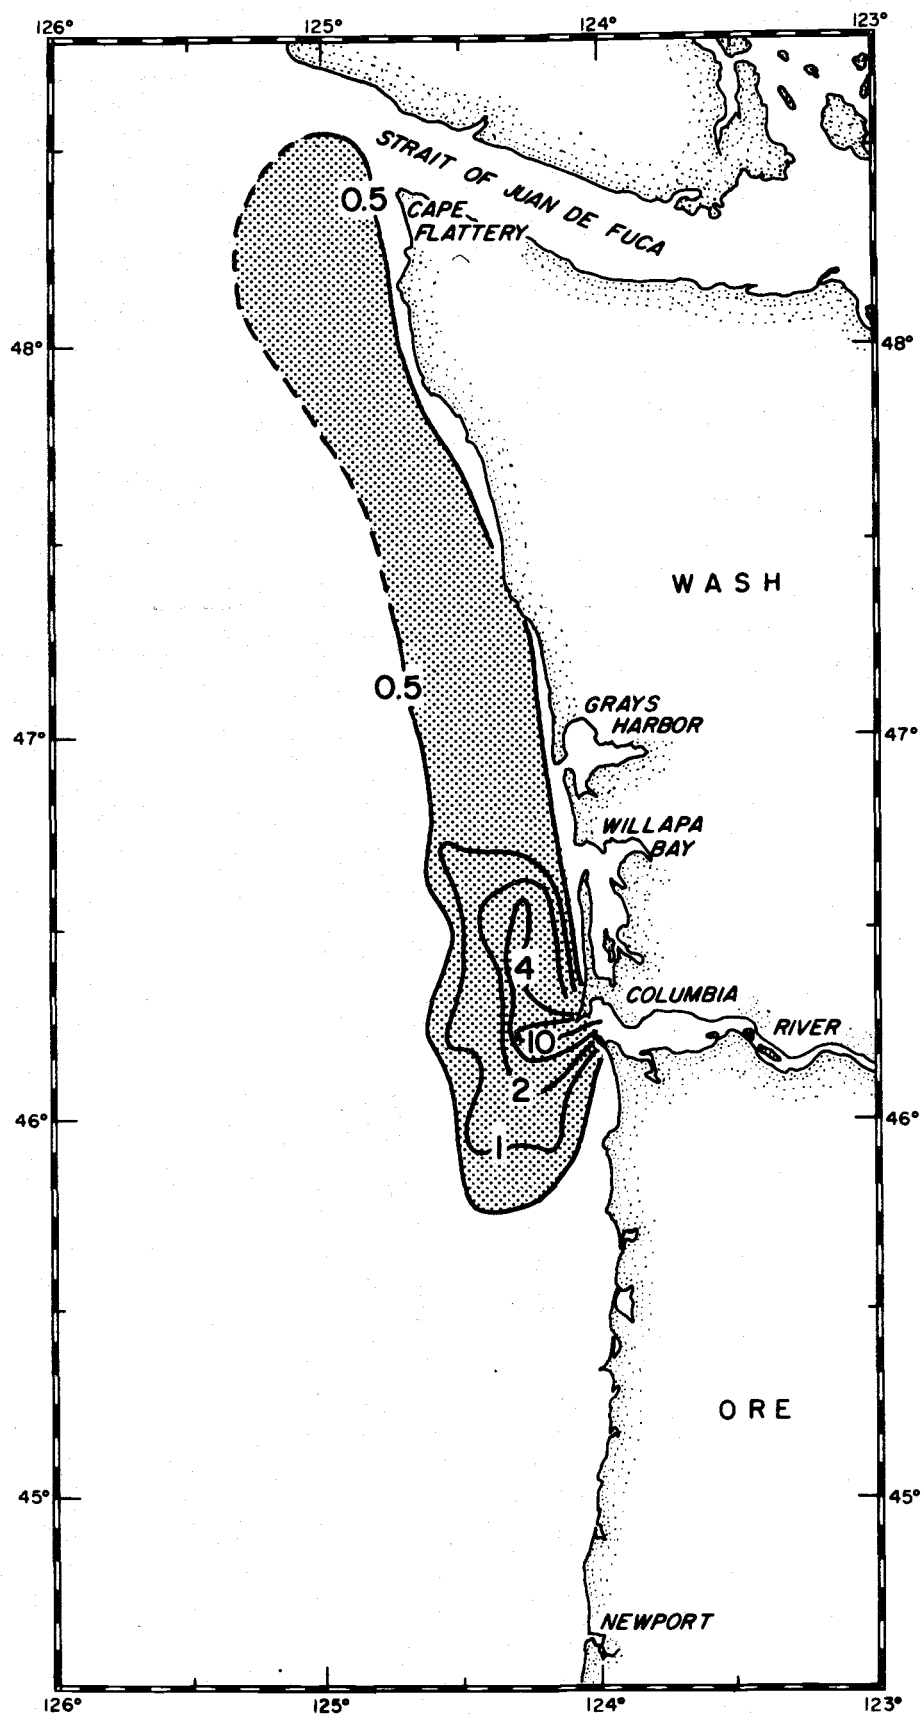 126°
125°
124°
123°
STRAIT OF JUAN DE FUCA
0.5
CAPE
FLATTERY
48°
48°
WASH
0.5
GRAYS
HARBOR
47°
47°
WILLAPA
BAY
4
COLUMBIA
RIVER
10
2
46°
46°
1
ORE
45°
45°
NEWPORT
126°
125°
124°
123°